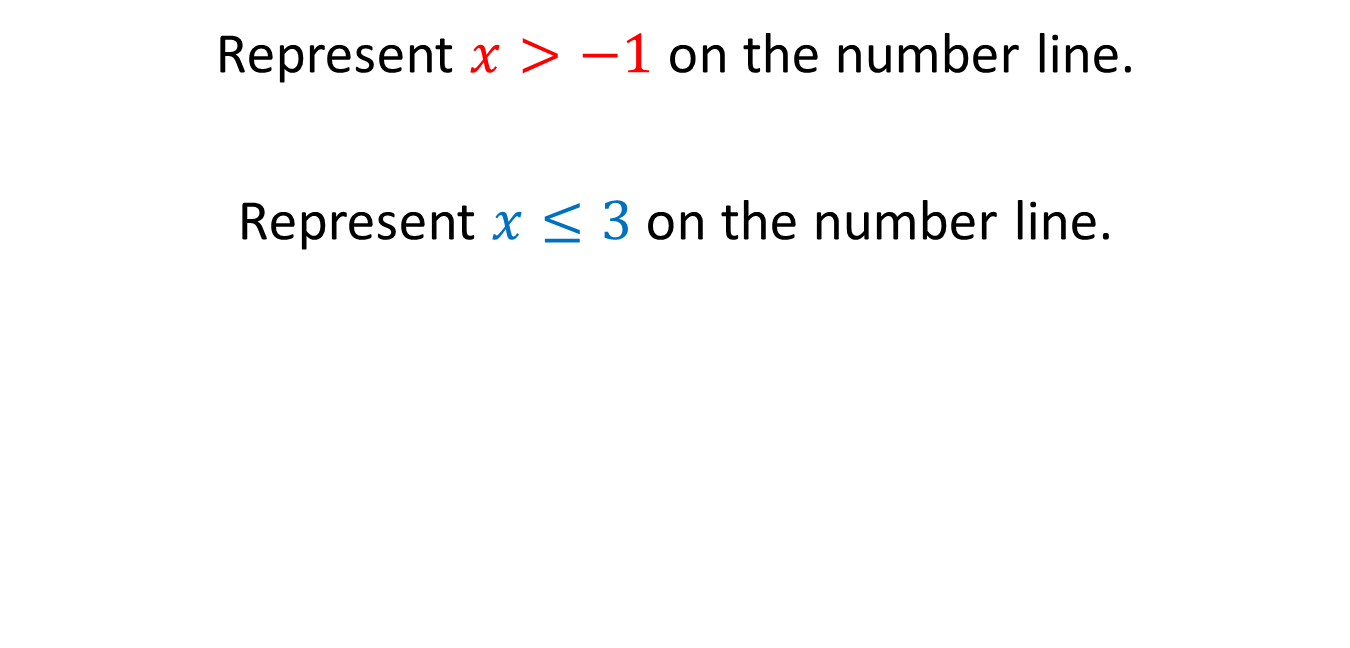 Represent 𝑥 > −1 on the number line.
Represent 𝑥 ≤ 3 on the number line.